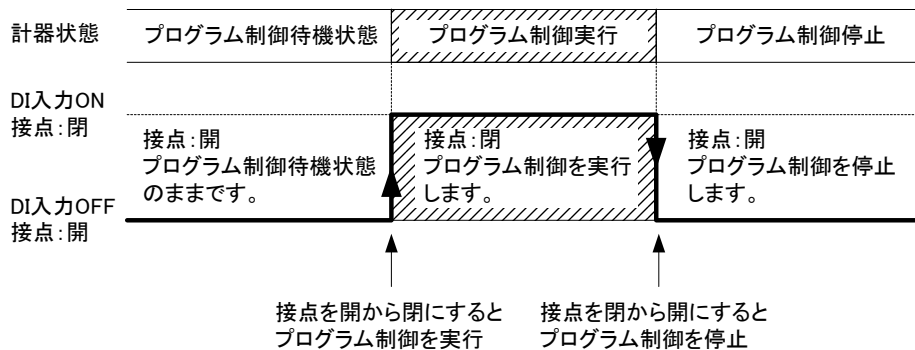 計器状態
プログラム制御待機状態
プログラム制御実行
プログラム制御停止
DI入力ON
接点:閉
接点:開
プログラム制御待機状態
のままです。
接点:閉
プログラム制御を実行
します。
接点:開
プログラム制御を停止
します。
DI入力OFF
接点:開
接点を開から閉にすると
プログラム制御を実行
接点を閉から開にすると
プログラム制御を停止